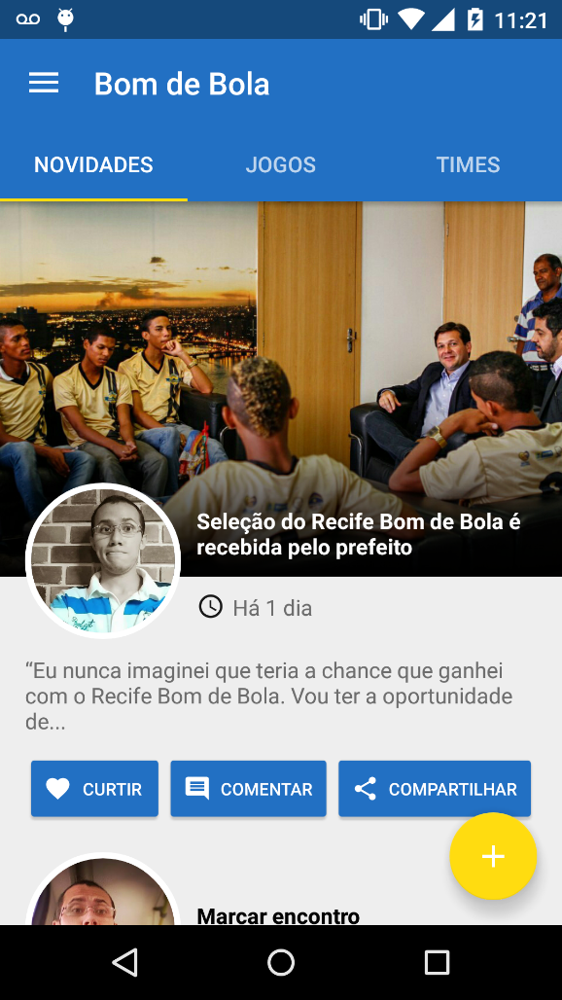 11:21
Bom de Bola
NOVIDADES
JOGOS
TIMES
Seleção do Recife Bom de Bola é
recebida pelo prefeito
Há 1 dia
“Eu nunca imaginei que teria a chance que ganhei
com o Recife Bom de Bola. Vou ter a oportunidade
de...
CURTIR
COMENTAR
COMPARTILHAR
Marcar encontro